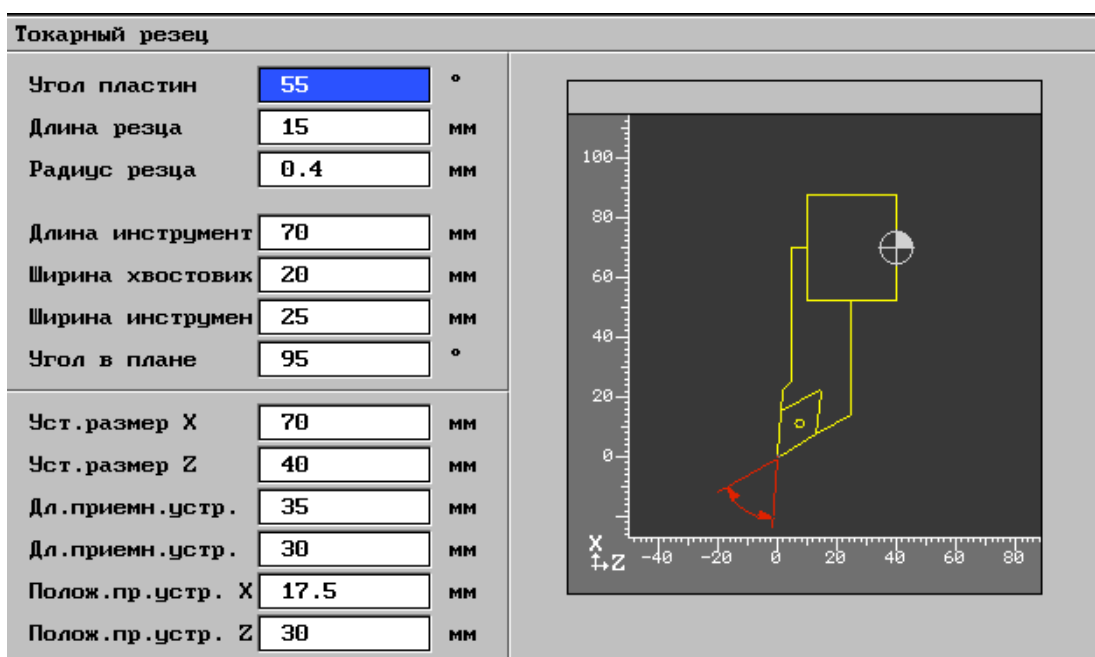 Токарный резец
Угол пластин 55 °
Длина резца 15 мм
Радиус резца 0.4 мм
Длина инструмент 70 мм
Ширина хвостовик 20 мм
Ширина инструмен 25 мм
Угол в плане 95 °
Уст.размер X 70 мм
Уст.размер Z 40 мм
Дл.приемн.устр. 35 мм
Дл.приемн.устр. 30 мм
Полож.пр.устр. X 17.5 мм
Полож.пр.устр. Z 30 мм
100
80
60
40
20
0
X
Z -40 -20 0 20 40 60 80